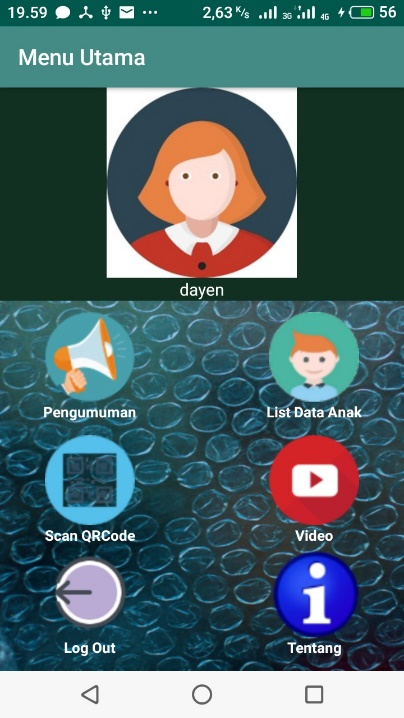 19.59 2,63 K/s 3G 4G 56
Menu Utama
dayen
Pengumuman List Data Anak
Scan QRCode Video
Log Out Tentang